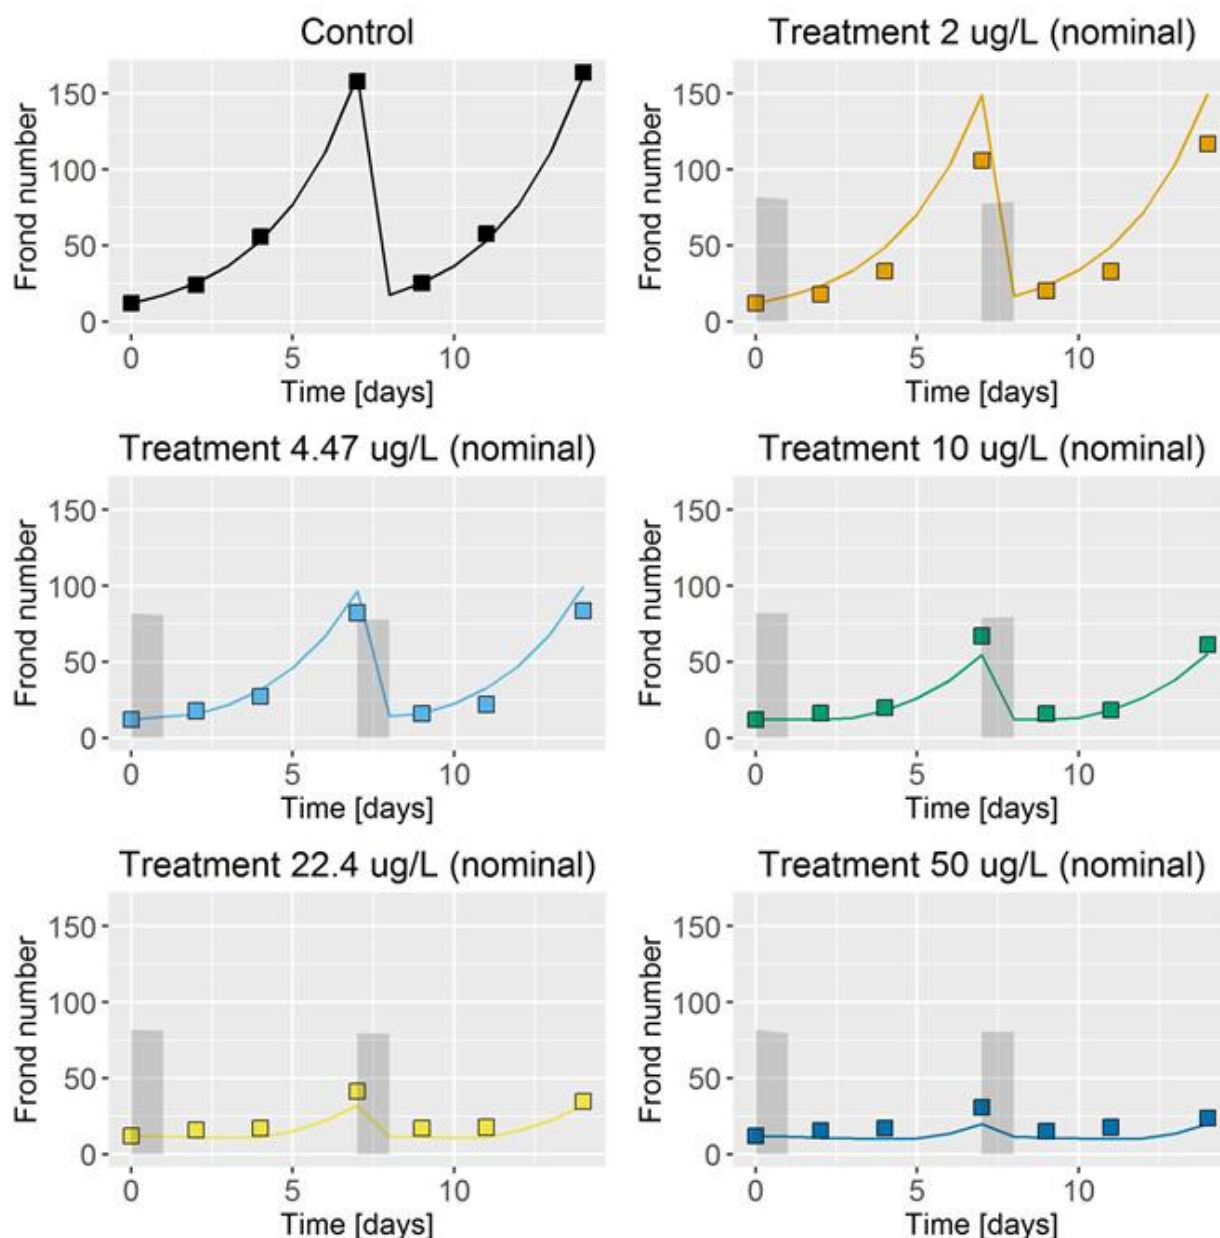 Control
Frond number
150
100
50
0
0 5 10
Time [days]
Treatment 2 ug/L (nominal)
Frond number
150
100
50
0
0 5 10
Time [days]
Treatment 4.47 ug/L (nominal)
Frond number
150
100
50
0
0 5 10
Time [days]
Treatment 10 ug/L (nominal)
Frond number
150
100
50
0
0 5 10
Time [days]
Treatment 22.4 ug/L (nominal)
Frond number
150
100
50
0
0 5 10
Time [days]
Treatment 50 ug/L (nominal)
Frond number
150
100
50
0
0 5 10
Time [days]